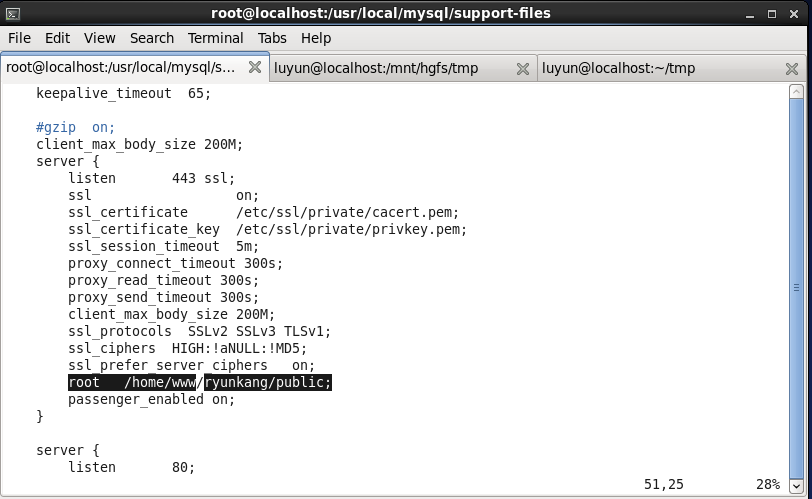 root@localhost:/usr/local/mysql/support-files
File Edit View Search Terminal Tabs Help
root@localhost:/usr/local/mysql/s... luyun@localhost:/mnt/hgfs/tmp luyun@localhost:~/tmp
keepalive_timeout 65;
#gzip on;
client_max_body_size 200M;
server {
listen 443 ssl;
ssl on;
ssl_certificate /etc/ssl/private/cacert.pem;
ssl_certificate_key /etc/ssl/private/privkey.pem;
ssl_session_timeout 5m;
proxy_connect_timeout 300s;
proxy_read_timeout 300s;
proxy_send_timeout 300s;
client_max_body_size 200M;
ssl_protocols SSLv2 SSLv3 TLSv1;
ssl_ciphers HIGH:!aNULL:!MD5;
ssl_prefer_server_ciphers on;
root /home/www/ryunkang/public;
passenger_enabled on;
}
server {
listen 80;
51,25 28%